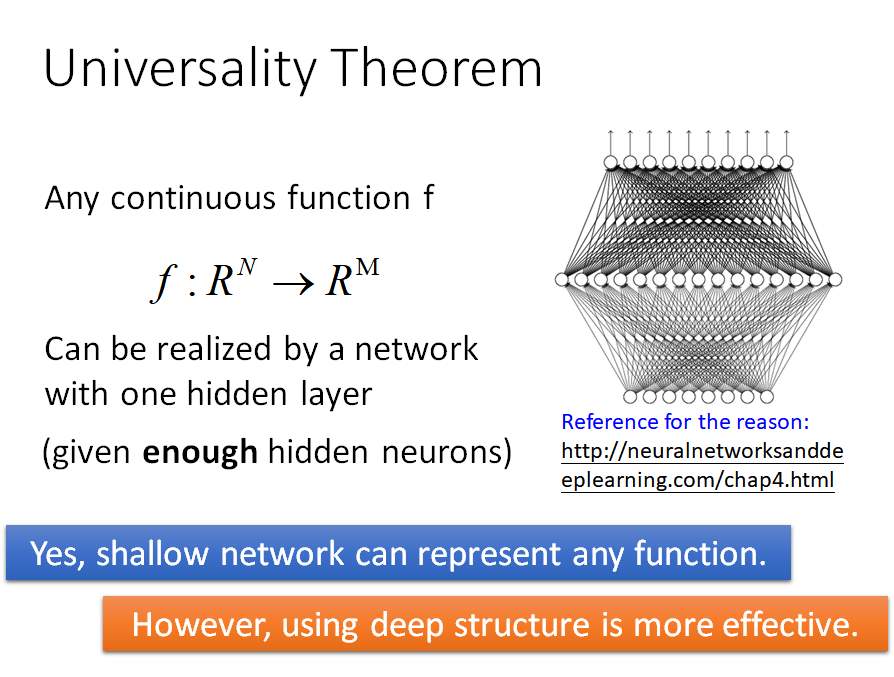 Universality Theorem
Any continuous function f
f : R^N → R^M
Can be realized by a network
with one hidden layer
(given enough hidden neurons)
Reference for the reason:
http://neuralnetworksandde
eplearning.com/chap4.html
Yes, shallow network can represent any function.
However, using deep structure is more effective.